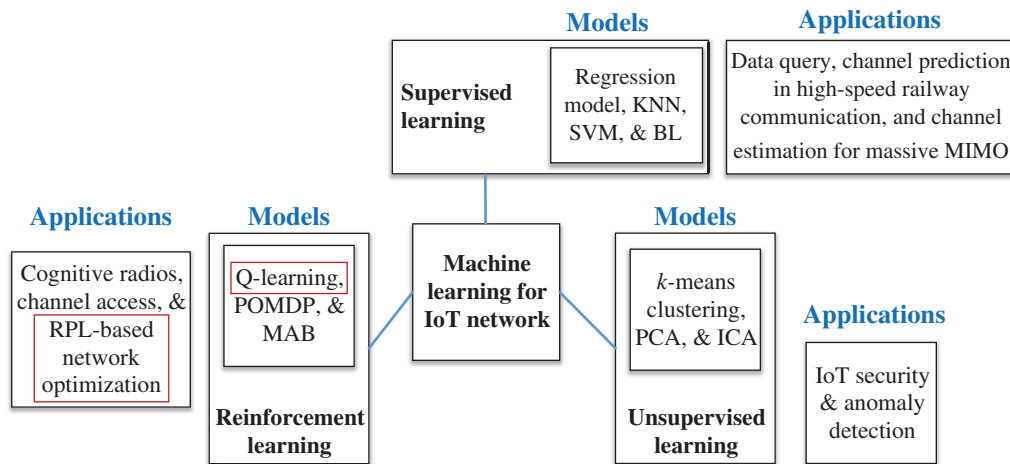 Models
Applications
Supervised
learning
Regression
model, KNN,
SVM, & BL
Data query, channel prediction
in high-speed railway
communication, and channel
estimation for massive MIMO
Applications
Models
Models
Cognitive radios,
channel access, &
RPL-based
network
optimization
Q-learning,
POMDP, &
MAB
Reinforcement
learning
Machine
learning for
IoT network
k-means
clustering,
PCA, & ICA
Unsupervised
learning
Applications
IoT security
& anomaly
detection